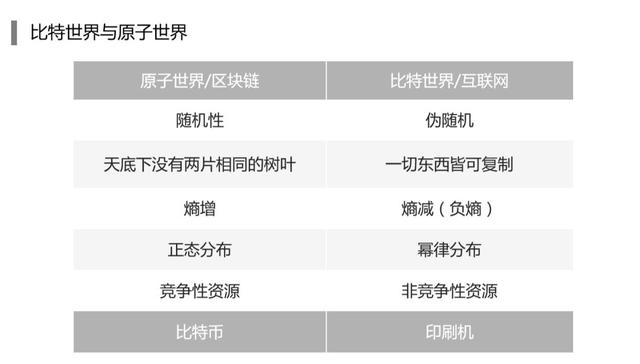 比特世界与原子世界
原子世界/区块链 比特世界/互联网
随机性 伪随机
天底下没有两片相同的树叶 一切东西皆可复制
熵增 熵减（负熵）
正态分布 幂律分布
竞争性资源 非竞争性资源
比特币 印刷机